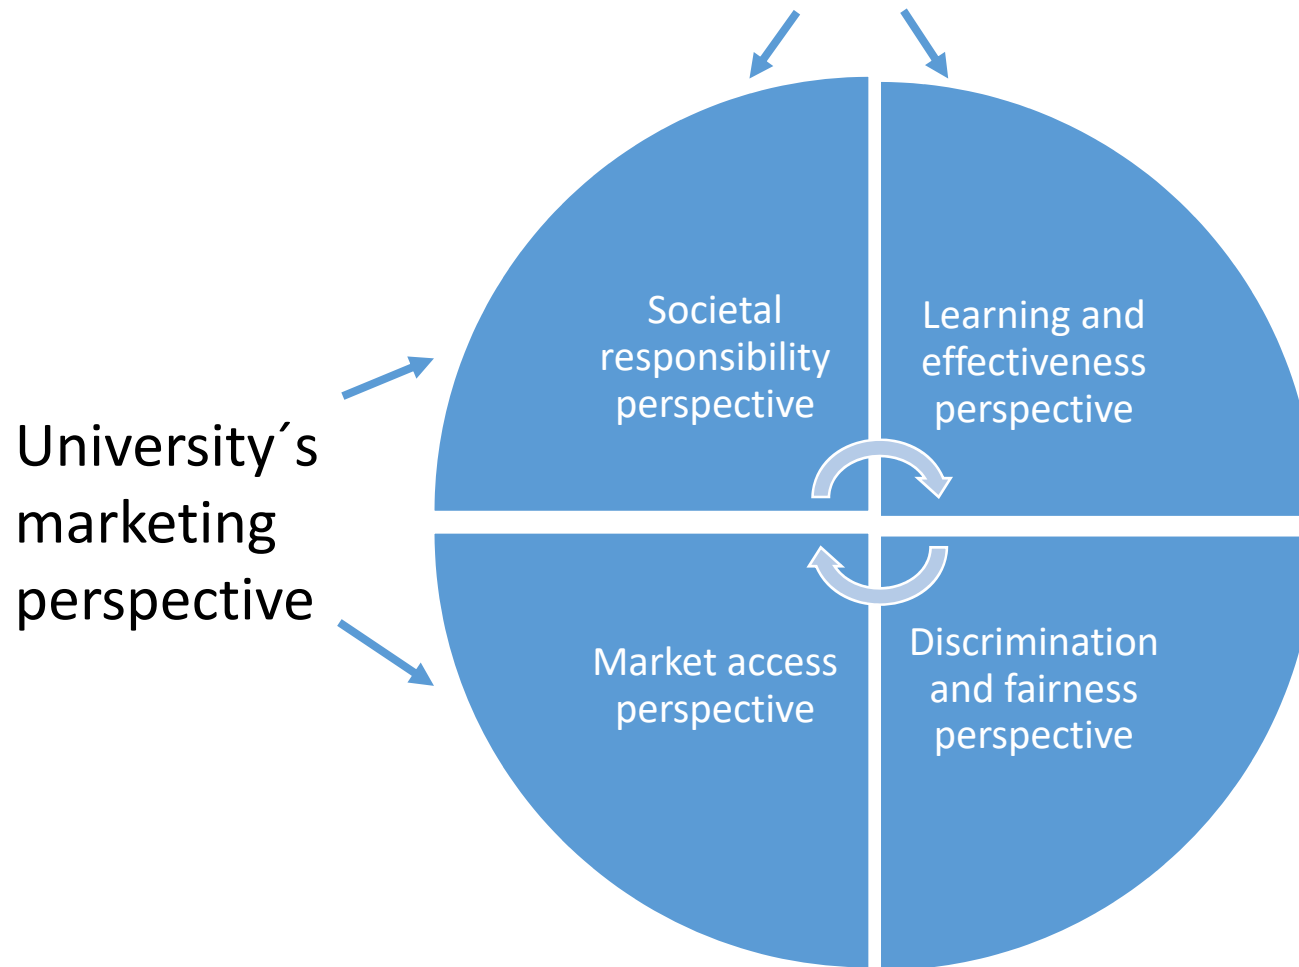 Societal
responsibility
perspective
Learning and
effectiveness
perspective
University´s
marketing
perspective
Market access
perspective
Discrimination
and fairness
perspective